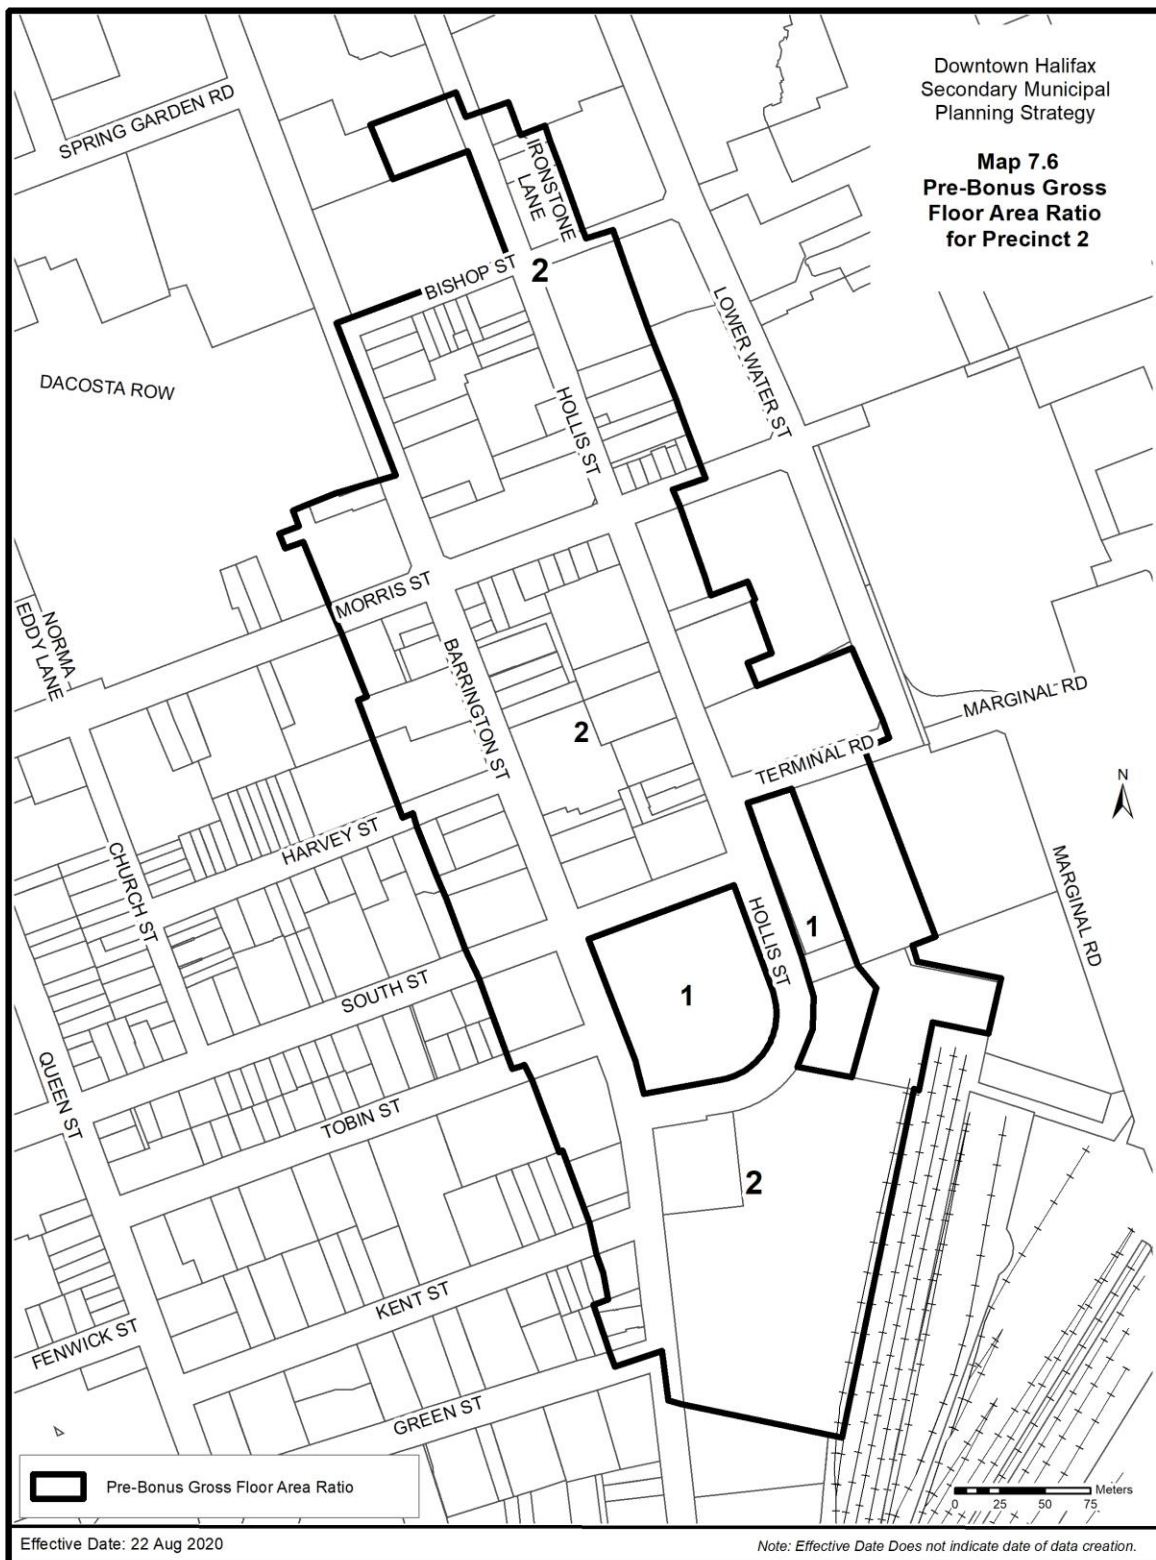 Downtown Halifax
Secondary Municipal
Planning Strategy
Map 7.6
Pre-Bonus Gross
Floor Area Ratio
for Precinct 2
SPRING GARDEN RD
IRONSTONE
LANE
BISHOP ST
2
LOWER WATER ST
DACOSTA ROW
HOLLIS ST
MORRIS ST
NORMA
EDDY LANE
BARRINGTON ST
MARGINAL RD
2
TERMINAL RD
N
HARVEY ST
CHURCH ST
MARGINAL RD
HOLLIS ST
1
1
SOUTH ST
QUEEN ST
TOBIN ST
2
KENT ST
FENWICK ST
GREEN ST
Pre-Bonus Gross Floor Area Ratio
Meters
0 25 50 75
Effective Date: 22 Aug 2020
Note: Effective Date Does not indicate date of data creation.